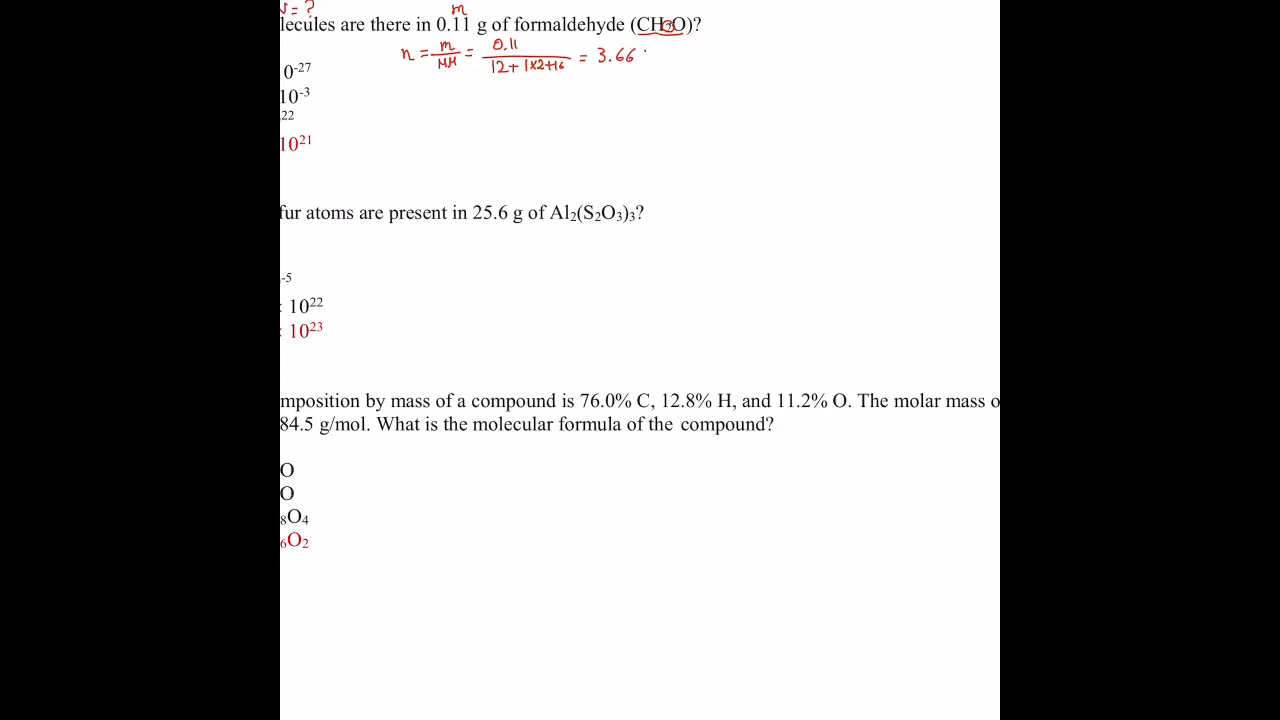 N = ?
m
lecules are there in 0.11 g of formaldehyde (CH₂O)?
n = m/MM = 0.11/(12 + 1×2+16) = 3.66
0⁻²⁷
10⁻³
²²
10²¹
fur atoms are present in 25.6 g of Al₂(S₂O₃)₃?
⁻⁵
× 10²²
× 10²³
mposition by mass of a compound is 76.0% C, 12.8% H, and 11.2% O. The molar mass o
84.5 g/mol. What is the molecular formula of the compound?
O
O
₈O₄
₆O₂